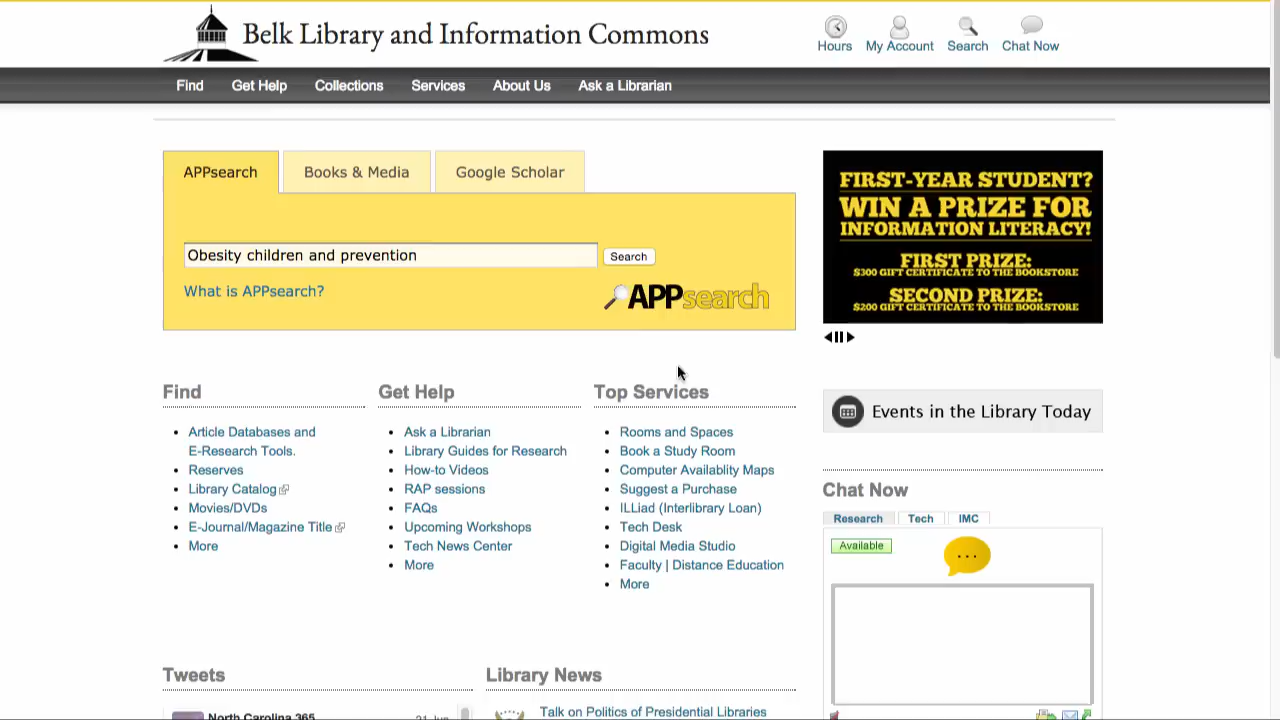 Belk Library and Information Commons
Hours
My Account
Search
Chat Now
Find
Get Help
Collections
Services
About Us
Ask a Librarian
APPsearch
Books & Media
Google Scholar
Obesity children and prevention
Search
What is APPsearch?
APPsearch
FIRST-YEAR STUDENT?
WIN A PRIZE FOR
INFORMATION LITERACY!
FIRST PRIZE:
$300 GIFT CERTIFICATE TO THE BOOKSTORE
SECOND PRIZE:
$200 GIFT CERTIFICATE TO THE BOOKSTORE
Find
Article Databases and
E-Research Tools.
Reserves
Library Catalog
Movies/DVDs
E-Journal/Magazine Title
More
Get Help
Ask a Librarian
Library Guides for Research
How-to Videos
RAP sessions
FAQs
Upcoming Workshops
Tech News Center
More
Top Services
Rooms and Spaces
Book a Study Room
Computer Availablity Maps
Suggest a Purchase
ILLiad (Interlibrary Loan)
Tech Desk
Digital Media Studio
Faculty | Distance Education
More
Events in the Library Today
Chat Now
Research
Tech
IMC
Available
Tweets
North Carolina 365
21 Jun
Library News
Talk on Politics of Presidential Libraries